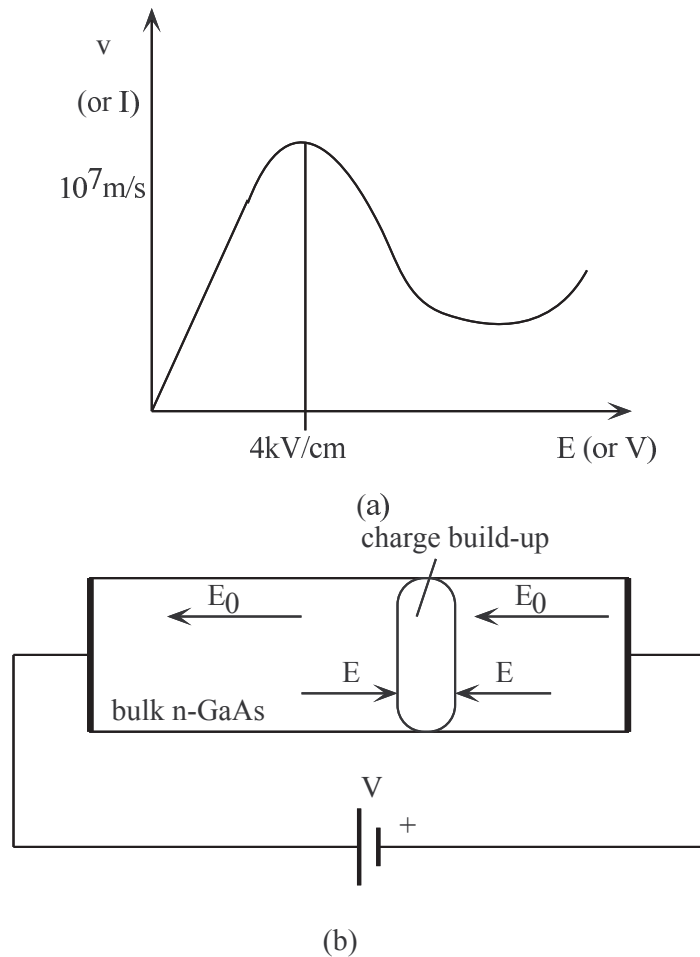 v
(or I)
10⁷m/s
4kV/cm
E (or V)
(a)
charge build-up
E₀
E₀
E
E
bulk n-GaAs
V
+
(b)